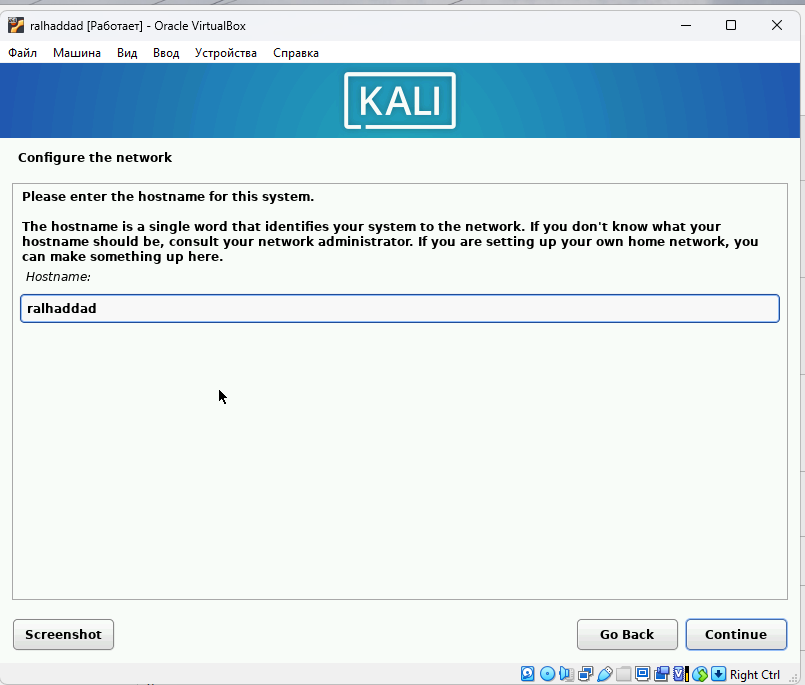 ralhaddad [Работает] - Oracle VirtualBox
Файл Машина Вид Ввод Устройства Справка
KALI
Configure the network
Please enter the hostname for this system.
The hostname is a single word that identifies your system to the network. If you don't know what your
hostname should be, consult your network administrator. If you are setting up your own home network, you
can make something up here.
Hostname:
ralhaddad
Screenshot Go Back Continue
Right Ctrl